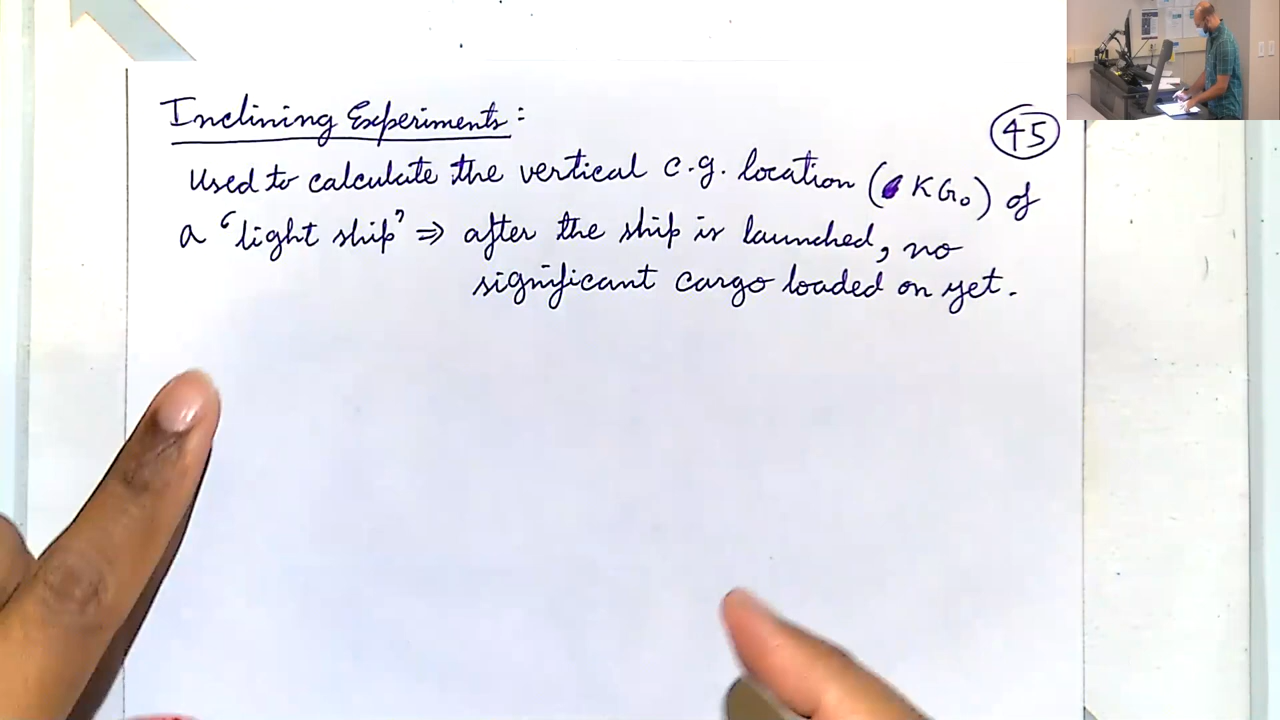 Inclining Experiments:
45
Used to calculate the vertical c.g. location (KG₀) of
a "light ship" ⇒ after the ship is launched, no
significant cargo loaded on yet.